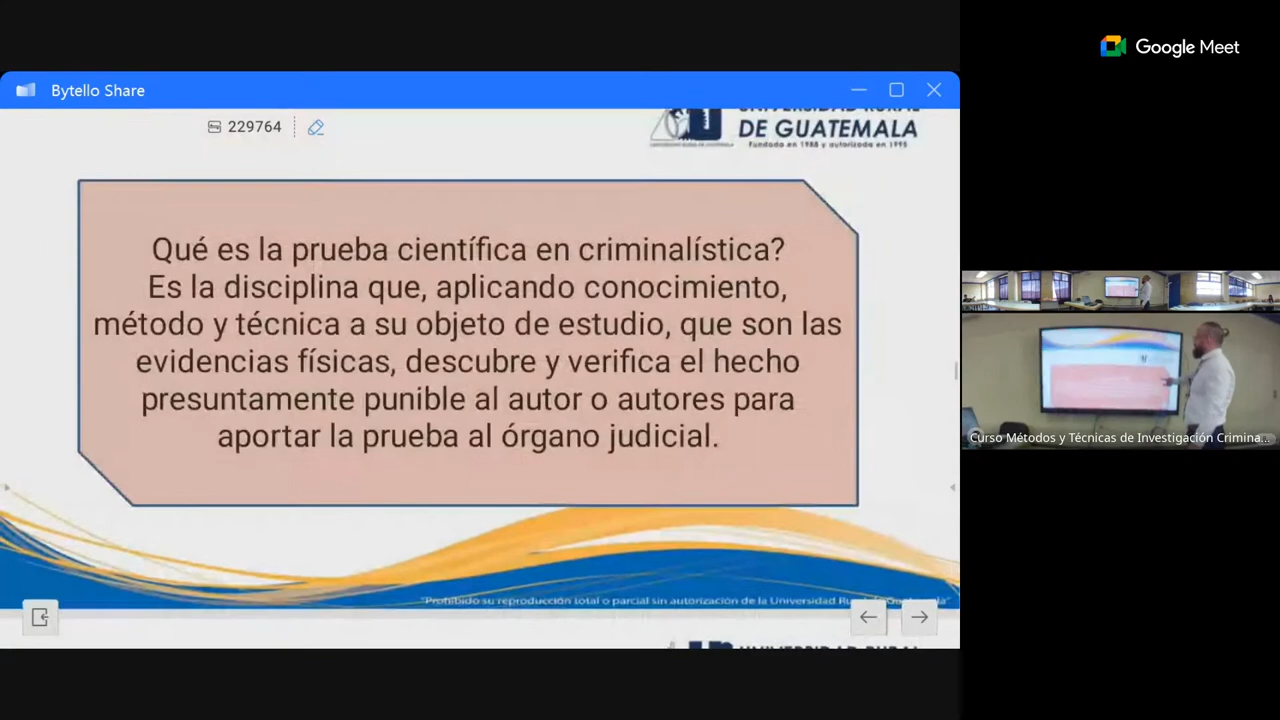 Google Meet
Bytello Share
229764
UNIVERSIDAD RURAL
DE GUATEMALA
Fundada en 1988 y autorizada en 1995
Qué es la prueba científica en criminalística?
Es la disciplina que, aplicando conocimiento,
método y técnica a su objeto de estudio, que son las
evidencias físicas, descubre y verifica el hecho
presuntamente punible al autor o autores para
aportar la prueba al órgano judicial.
"Prohibido su reproducción total o parcial sin autorización de la Universidad Rural de Guatemala"
UNIVERSIDAD RURAL
Curso Métodos y Técnicas de Investigación Crimina...